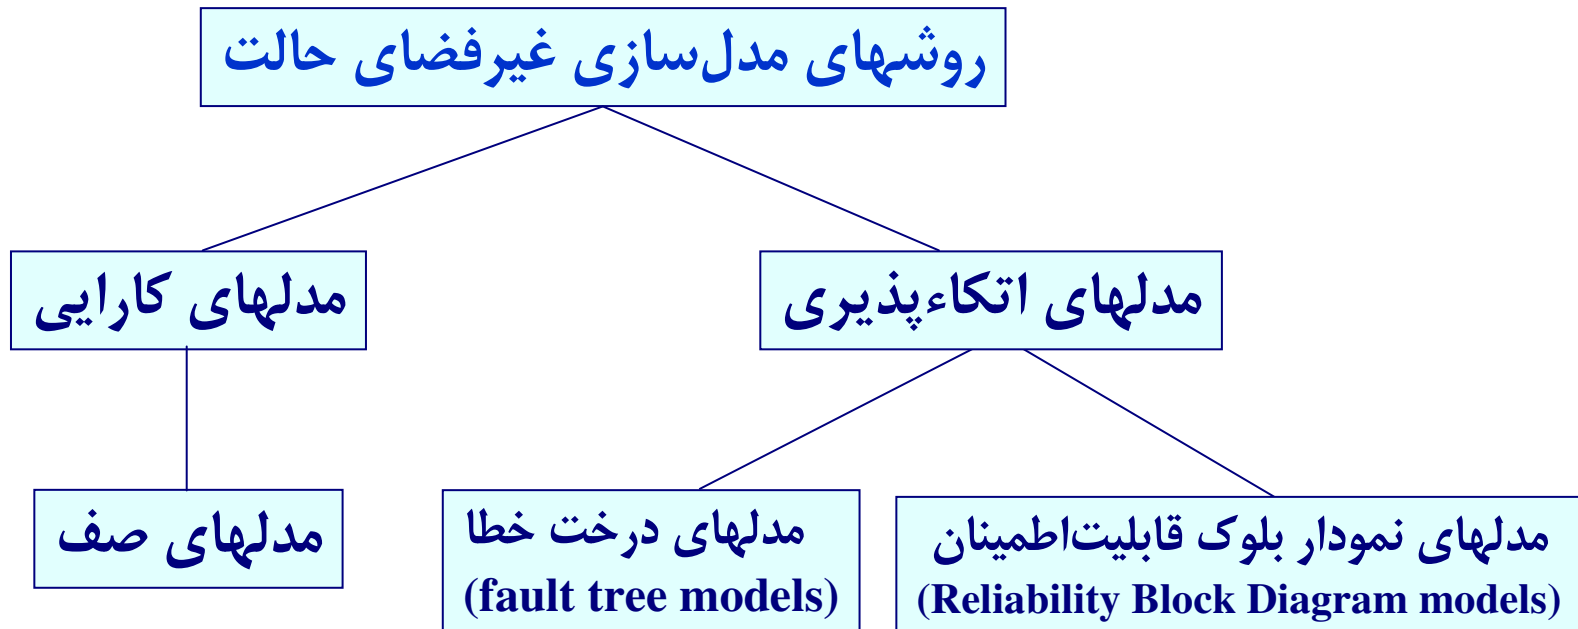 روشهای مدل‌سازی غیرفضای حالت
مدلهای اتکاءپذیری
مدلهای کارایی
مدلهای نمودار بلوک قابلیت‌اطمینان
(Reliability Block Diagram models)
مدلهای درخت خطا
(fault tree models)
مدلهای صف